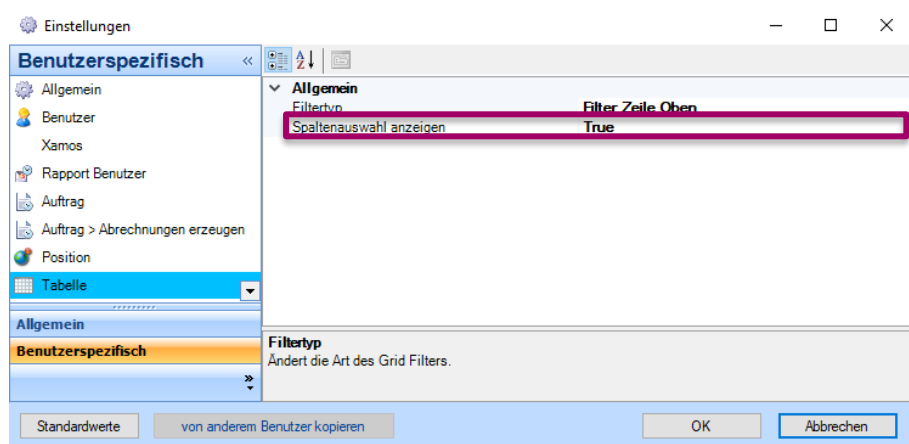 Einstellungen
Benutzerspezifisch «
Allgemein
Benutzer
Xamos
Rapport Benutzer
Auftrag
Auftrag > Abrechnungen erzeugen
Position
Tabelle
Allgemein
Benutzerspezifisch
»
Allgemein
Filtertyp Filter Zeile Oben
Spaltenauswahl anzeigen True
Filtertyp
Ändert die Art des Grid Filters.
Standardwerte von anderem Benutzer kopieren OK Abbrechen